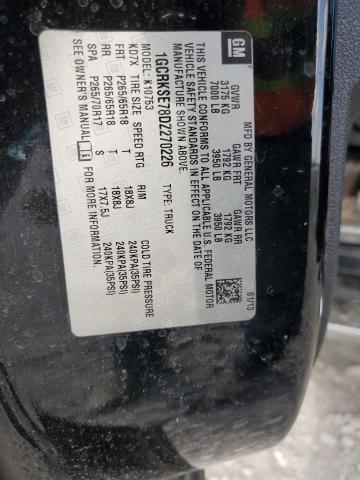 GM
MFD BY GENERAL MOTORS LLC
01/13
GVWR GAWR FRT GAWR RR
3175 KG 1792 KG 1792 KG
7000 LB 3950 LB 3950 LB
THIS VEHICLE CONFORMS TO ALL APPLICABLE U.S. FEDERAL MOTOR
VEHICLE SAFETY STANDARDS IN EFFECT ON THE DATE OF
MANUFACTURE SHOWN ABOVE.
1GCRKSE78DZ270226 TYPE: TRUCK
MODEL: K10753
KD7X TIRE SIZE SPEED RTG RIM COLD TIRE PRESSURE
FRT P265/65R18 T 18X8J 240KPA(35PSI)
RR P265/65R18 T 18X8J 240KPA(35PSI)
SPA P265/70R17 17X7.5J 240KPA(35PSI)
SEE OWNER'S MANUAL